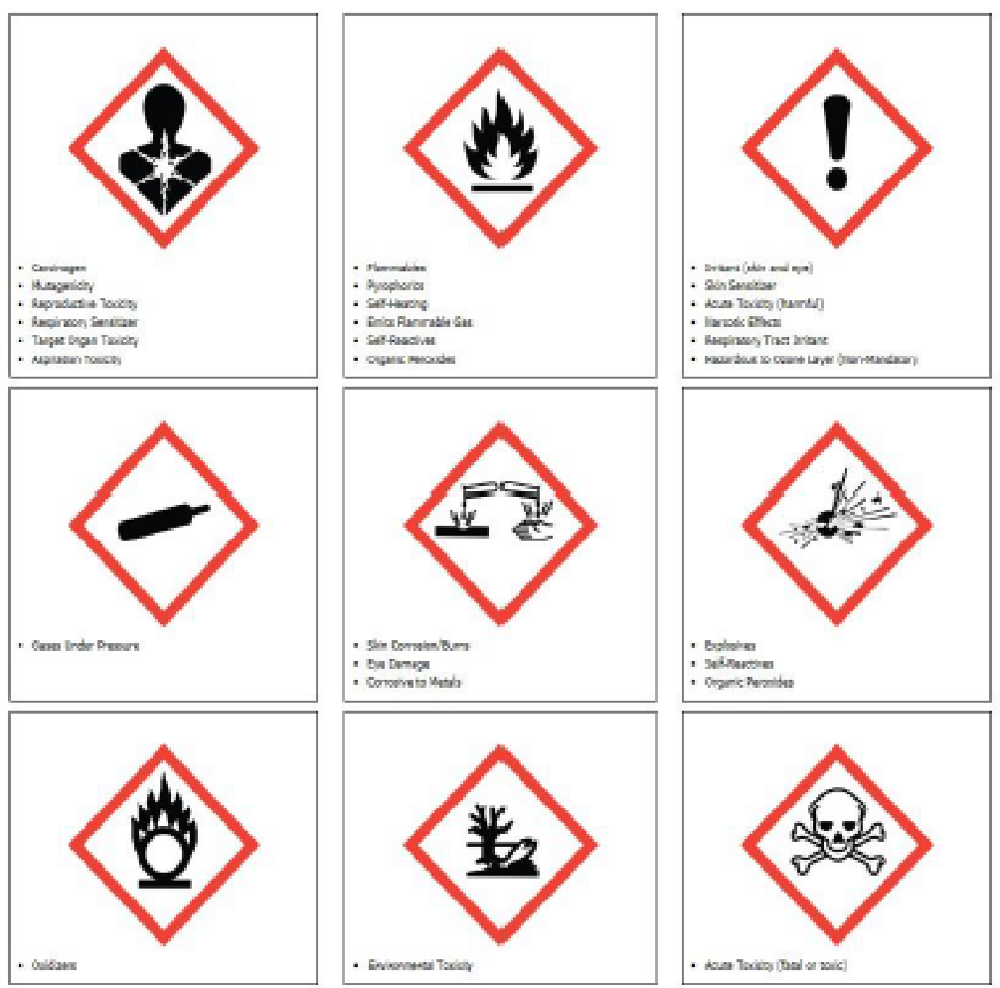 • Carcinogen
• Mutagenicity
• Reproductive Toxicity
• Respiratory Sensitizer
• Target Organ Toxicity
• Aspiration Toxicity
• Flammables
• Pyrophorics
• Self-Heating
• Emits Flammable Gas
• Self-Reactives
• Organic Peroxides
• Irritant (skin and eye)
• Skin Sensitizer
• Acute Toxicity (harmful)
• Narcotic Effects
• Respiratory Tract Irritant
• Hazardous to Ozone Layer (Non-Mandatory)
• Gases Under Pressure
• Skin Corrosion/Burns
• Eye Damage
• Corrosive to Metals
• Explosives
• Self-Reactives
• Organic Peroxides
• Oxidizers
• Environmental Toxicity
• Acute Toxicity (fatal or toxic)